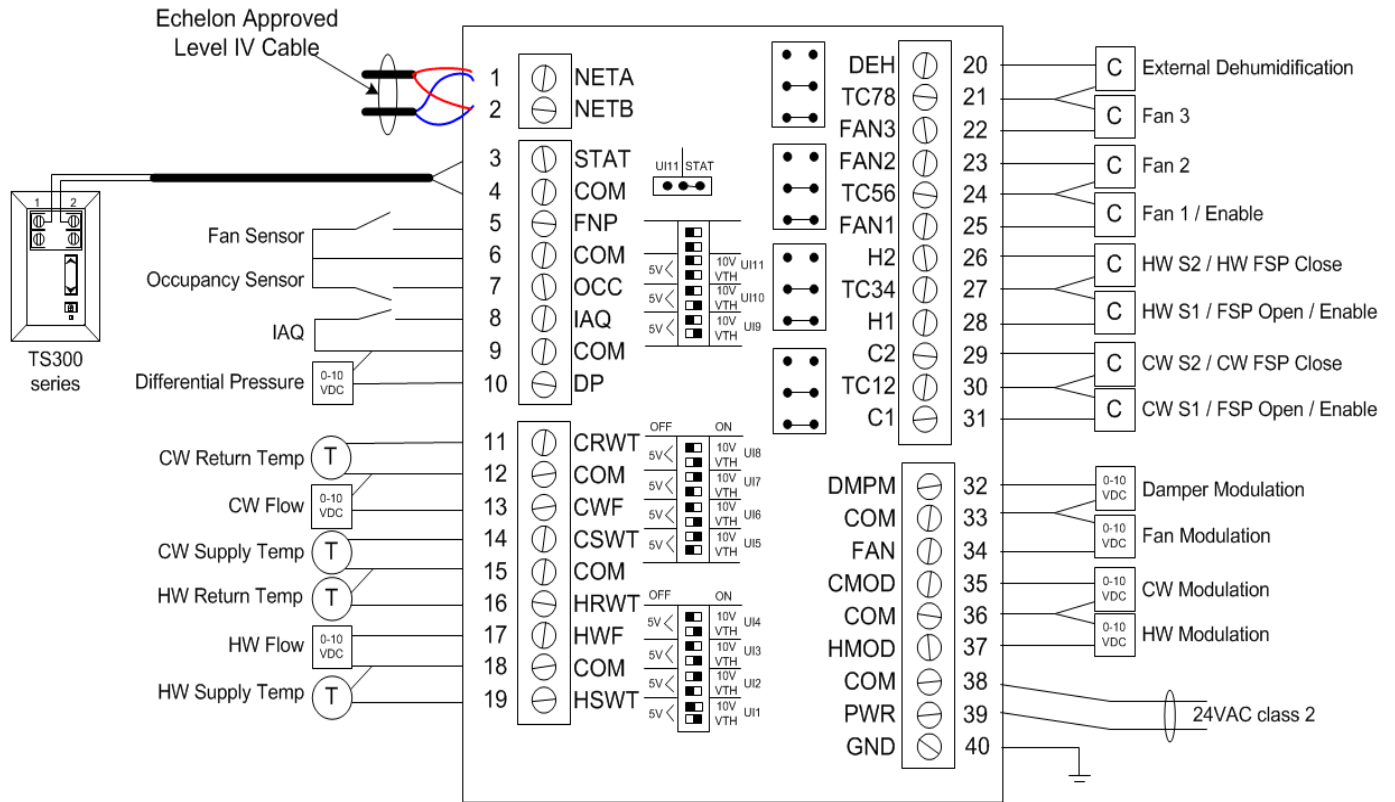 Echelon Approved
Level IV Cable
1 NETA
2 NETB
3 STAT
4 COM
5 FNP
6 COM
7 OCC
8 IAQ
9 COM
10 DP
1 2
TS300
series
Fan Sensor
Occupancy Sensor
IAQ
Differential Pressure
0-10
VDC
UI11 STAT
5V 10V UI11
VTH
5V 10V UI10
VTH
5V 10V UI9
VTH
11 CRWT
12 COM
13 CWF
14 CSWT
15 COM
16 HRWT
17 HWF
18 COM
19 HSWT
CW Return Temp T
CW Flow 0-10
VDC
CW Supply Temp T
HW Return Temp T
HW Flow 0-10
VDC
HW Supply Temp T
OFF ON
5V 10V UI8
VTH
5V 10V UI7
VTH
5V 10V UI6
VTH
5V 10V UI5
VTH
OFF ON
5V 10V UI4
VTH
5V 10V UI3
VTH
5V 10V UI2
VTH
5V 10V UI1
VTH
DEH 20 C External Dehumidification
TC78 21
FAN3 22 C Fan 3
FAN2 23 C Fan 2
TC56 24
FAN1 25 C Fan 1 / Enable
H2 26 C HW S2 / HW FSP Close
TC34 27
H1 28 C HW S1 / FSP Open / Enable
C2 29 C CW S2 / CW FSP Close
TC12 30
C1 31 C CW S1 / FSP Open / Enable
DMPM 32 0-10
VDC Damper Modulation
COM 33
FAN 34 0-10
VDC Fan Modulation
CMOD 35 0-10
VDC CW Modulation
COM 36
HMOD 37 0-10
VDC HW Modulation
COM 38
PWR 39 24VAC class 2
GND 40